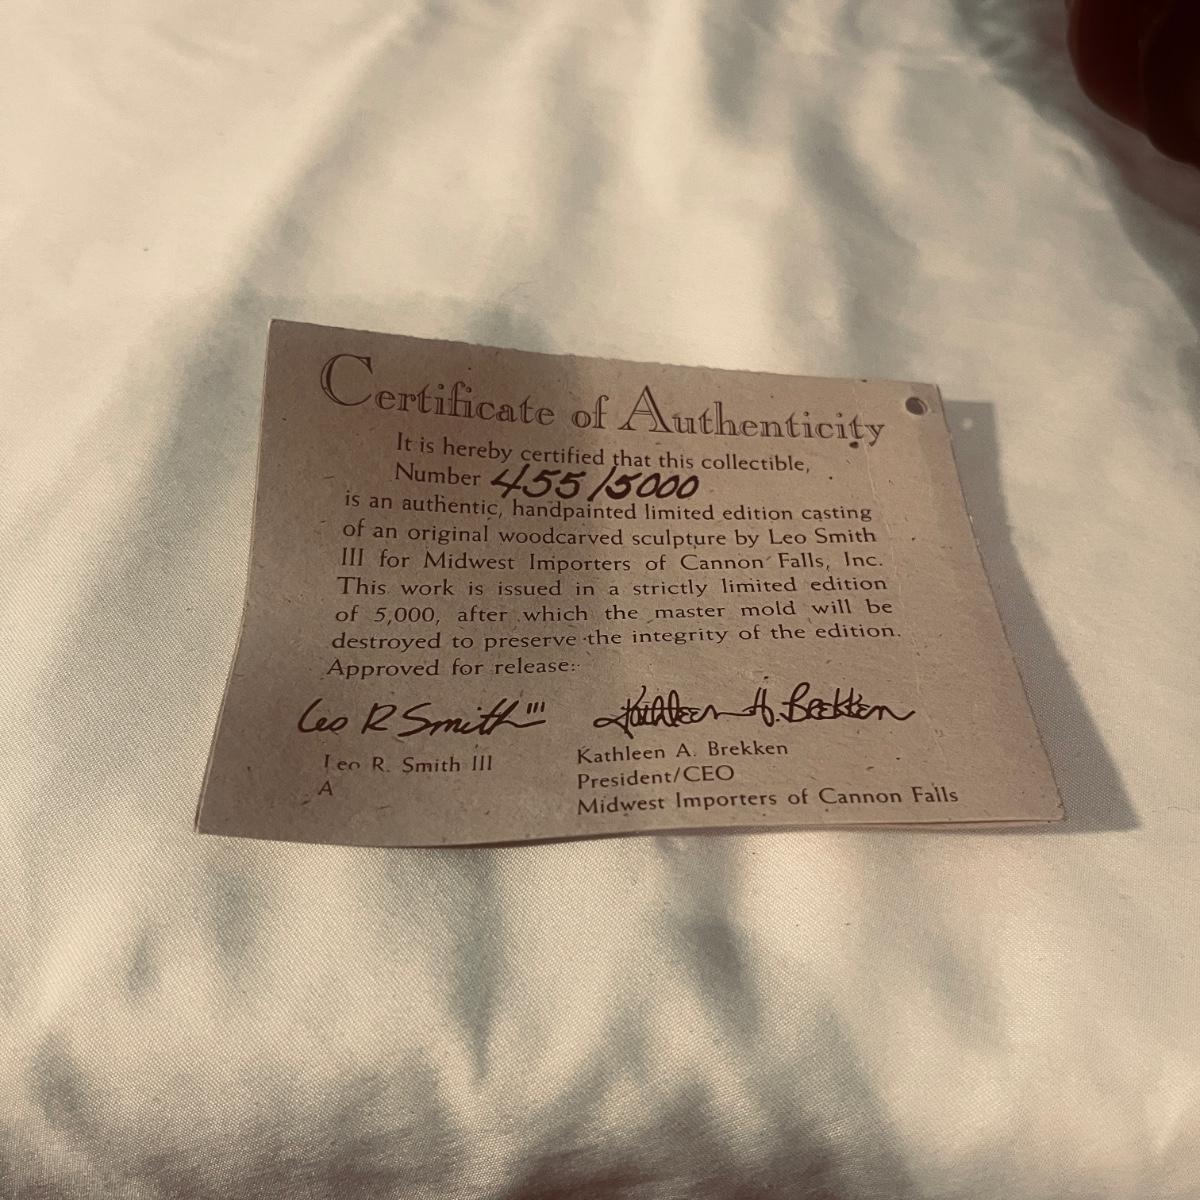 Certificate of Authenticity
It is hereby certified that this collectible,
Number 455/5000
is an authentic, handpainted limited edition casting
of an original woodcarved sculpture by Leo Smith
III for Midwest Importers of Cannon Falls, Inc.
This work is issued in a strictly limited edition
of 5,000, after which the master mold will be
destroyed to preserve the integrity of the edition.
Approved for release:
Leo R Smith III
Kathleen A. Brekken
Leo R. Smith III
A
Kathleen A. Brekken
President/CEO
Midwest Importers of Cannon Falls